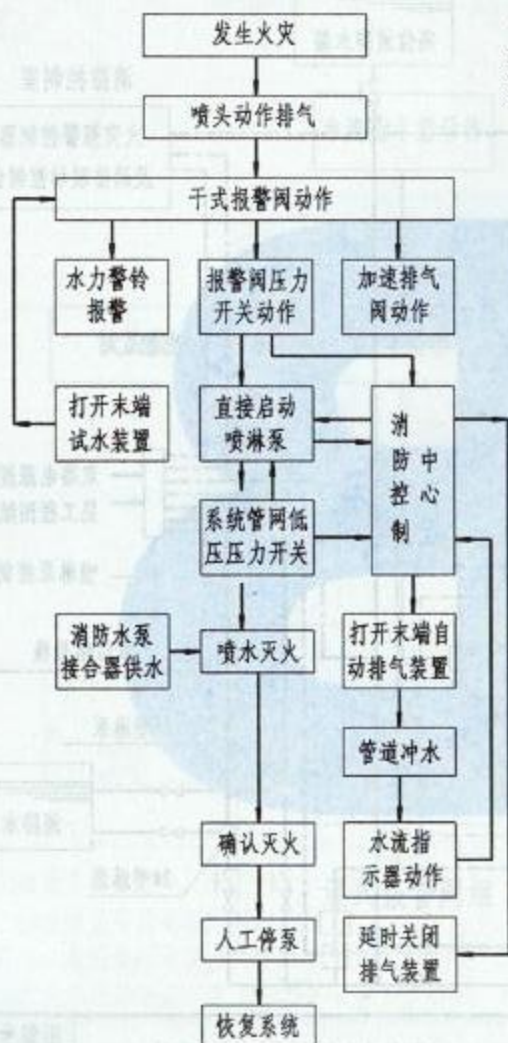 发生火灾
喷头动作排气
干式报警阀动作
水力警铃
报警
报警阀压力
开关动作
加速排气
阀动作
打开末端
试水装置
直接启动
喷淋泵
消防控制
中心
系统管网低
压压力开关
消防水泵
接合器供水
喷水灭火
打开末端自
动排气装置
管道冲水
确认灭火
水流指
示器动作
人工停泵
延时关闭
排气装置
恢复系统